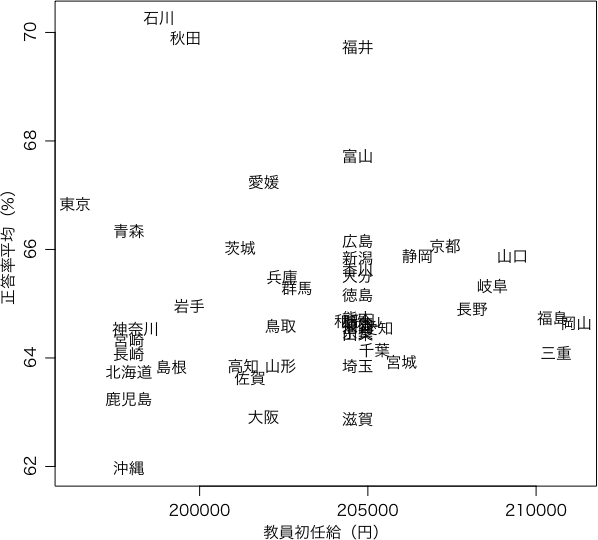 石川
70
秋田
福井
68
富山
愛媛
東京
青森
広島
茨城
京都
66
新潟
静岡
山口
大分
兵庫
群馬
岐阜
徳島
岩手
長野
福島
神奈川
鳥取
岡山
宮崎
長崎
千葉
三重
64
島根
高知
山形
埼玉
宮城
北海道
佐賀
鹿児島
大阪
滋賀
62
沖縄
正答率平均（%）
200000
205000
210000
教員初任給（円）